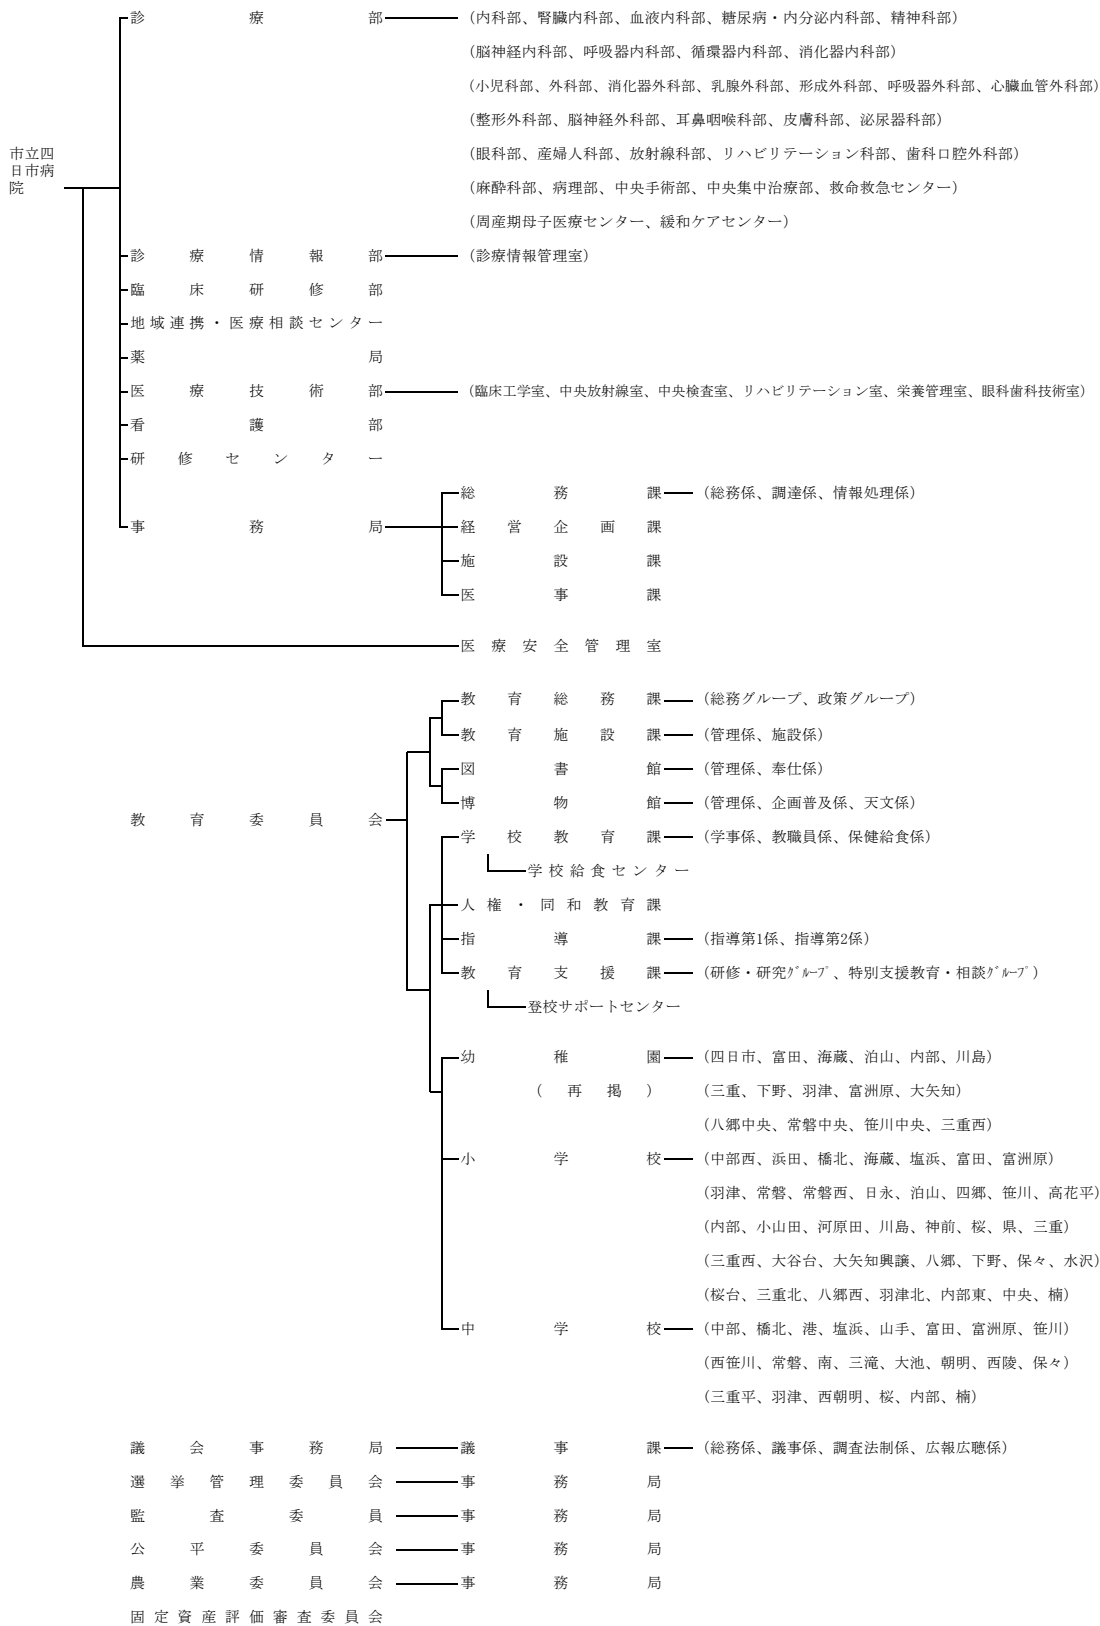 診療部 (内科部、腎臓内科部、血液内科部、糖尿病・内分泌内科部、精神科部)
(脳神経内科部、呼吸器内科部、循環器内科部、消化器内科部)
(小児科部、外科部、消化器外科部、乳腺外科部、形成外科部、呼吸器外科部、心臓血管外科部)
(整形外科部、脳神経外科部、耳鼻咽喉科部、皮膚科部、泌尿器科部)
市立四
日市病
院
(眼科部、産婦人科部、放射線科部、リハビリテーション科部、歯科口腔外科部)
(麻酔科部、病理部、中央手術部、中央集中治療部、救命救急センター)
(周産期母子医療センター、緩和ケアセンター)
診療情報部 (診療情報管理室)
臨床研修部
地域連携・医療相談センター
薬局
医療技術部 (臨床工学室、中央放射線室、中央検査室、リハビリテーション室、栄養管理室、眼科歯科技術室)
看護部
研修センター
総務課 (総務係、調達係、情報処理係)
事務局 経営企画課
施設課
医事課
医療安全管理室
教育総務課 (総務グループ、政策グループ)
教育施設課 (管理係、施設係)
図書館 (管理係、奉仕係)
博物館 (管理係、企画普及係、天文係)
教育委員会
学校教育課 (学事係、教職員係、保健給食係)
学校給食センター
人権・同和教育課
指導課 (指導第1係、指導第2係)
教育支援課 (研修・研究ｸﾞﾙｰﾌﾟ、特別支援教育・相談ｸﾞﾙｰﾌﾟ)
登校サポートセンター
幼稚園 (四日市、富田、海蔵、泊山、内部、川島)
(再掲) (三重、下野、羽津、富洲原、大矢知)
(八郷中央、常磐中央、笹川中央、三重西)
小学校 (中部西、浜田、橋北、海蔵、塩浜、富田、富洲原)
(羽津、常磐、常磐西、日永、泊山、四郷、笹川、高花平)
(内部、小山田、河原田、川島、神前、桜、県、三重)
(三重西、大谷台、大矢知興譲、八郷、下野、保々、水沢)
(桜台、三重北、八郷西、羽津北、内部東、中央、楠)
中学校 (中部、橋北、港、塩浜、山手、富田、富洲原、笹川)
(西笹川、常磐、南、三滝、大池、朝明、西陵、保々)
(三重平、羽津、西朝明、桜、内部、楠)
議会事務局 議事課 (総務係、議事係、調査法制係、広報広聴係)
選挙管理委員会 事務局
監査委員 事務局
公平委員会 事務局
農業委員会 事務局
固定資産評価審査委員会